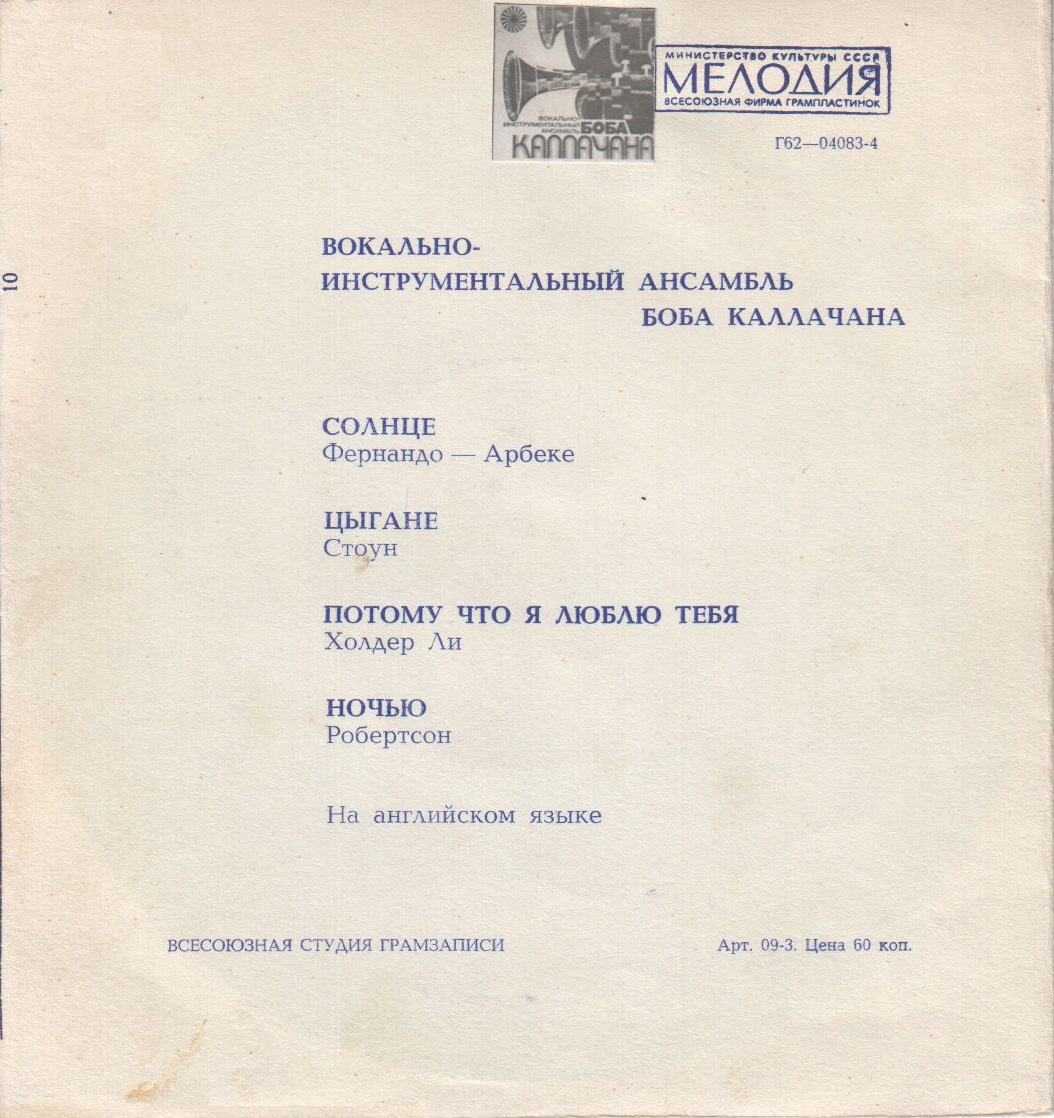 ВОКАЛЬНО-
ИНСТРУМЕНТАЛЬНЫЙ
АНСАМБЛЬ БОБА
КАЛЛАЧАНА
МИНИСТЕРСТВО КУЛЬТУРЫ СССР
МЕЛОДИЯ
ВСЕСОЮЗНАЯ ФИРМА ГРАМПЛАСТИНОК
Г62—04083-4
10
ВОКАЛЬНО-
ИНСТРУМЕНТАЛЬНЫЙ АНСАМБЛЬ
БОБА КАЛЛАЧАНА
СОЛНЦЕ
Фернандо — Арбеке
ЦЫГАНЕ
Стоун
ПОТОМУ ЧТО Я ЛЮБЛЮ ТЕБЯ
Холдер Ли
НОЧЬЮ
Робертсон
На английском языке
ВСЕСОЮЗНАЯ СТУДИЯ ГРАМЗАПИСИ
Арт. 09-3. Цена 60 коп.